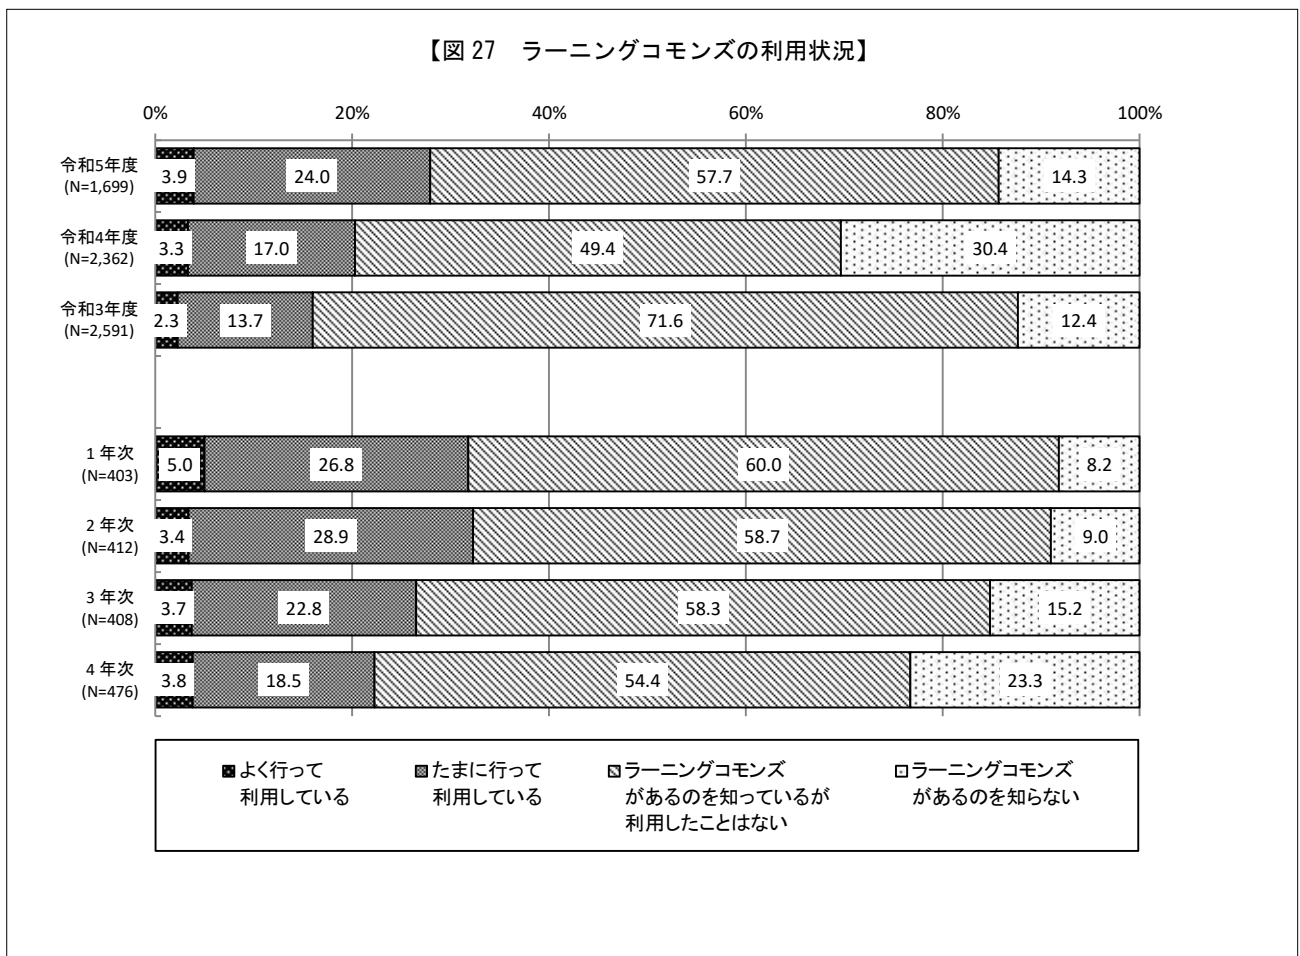 【図 27　ラーニングコモンズの利用状況】
0% 20% 40% 60% 80% 100%
令和5年度
(N=1,699)
3.9 24.0 57.7 14.3
令和4年度
(N=2,362)
3.3 17.0 49.4 30.4
令和3年度
(N=2,591)
2.3 13.7 71.6 12.4
1 年次
(N=403)
5.0 26.8 60.0 8.2
2 年次
(N=412)
3.4 28.9 58.7 9.0
3 年次
(N=408)
3.7 22.8 58.3 15.2
4 年次
(N=476)
3.8 18.5 54.4 23.3
よく行って
利用している
たまに行って
利用している
ラーニングコモンズ
があるのを知っているが
利用したことはない
ラーニングコモンズ
があるのを知らない